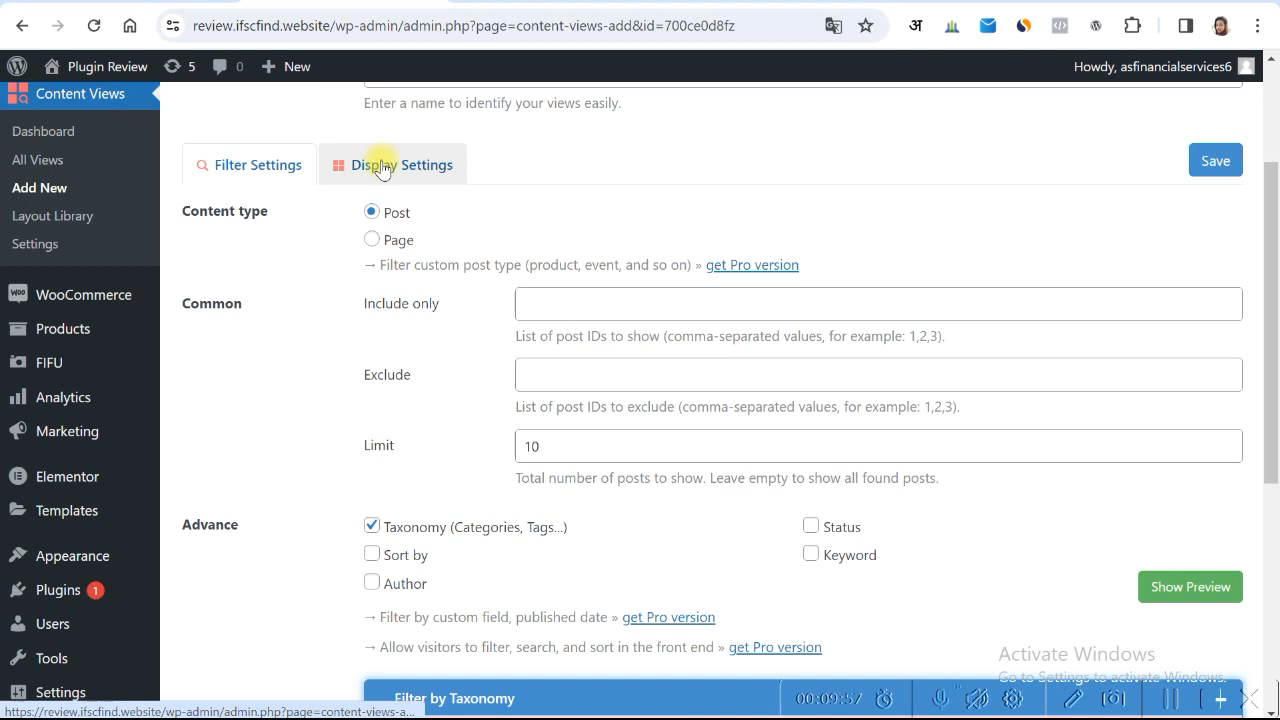 review.ifscfind.website/wp-admin/admin.php?page=content-views-add&id=700ce0d8fz
अ
Plugin Review 5 0 New Howdy, asfinancialservices6
Content Views
Enter a name to identify your views easily.
Dashboard
All Views
Add New
Layout Library
Settings
Filter Settings Display Settings Save
Content type Post
Page
→ Filter custom post type (product, event, and so on) » get Pro version
WooCommerce
Products
FIFU
Analytics
Marketing
Elementor
Templates
Appearance
Plugins 1
Users
Tools
Settings
Common Include only
List of post IDs to show (comma-separated values, for example: 1,2,3).
Exclude
List of post IDs to exclude (comma-separated values, for example: 1,2,3).
Limit 10
Total number of posts to show. Leave empty to show all found posts.
Advance Taxonomy (Categories, Tags...) Status
Sort by Keyword
Author
Show Preview
→ Filter by custom field, published date » get Pro version
→ Allow visitors to filter, search, and sort in the front end » get Pro version
Activate Windows
Go to Settings to activate Windows.
Filter by Taxonomy 00:09:57
https://review.ifscfind.website/wp-admin/admin.php?page=content-views-a...